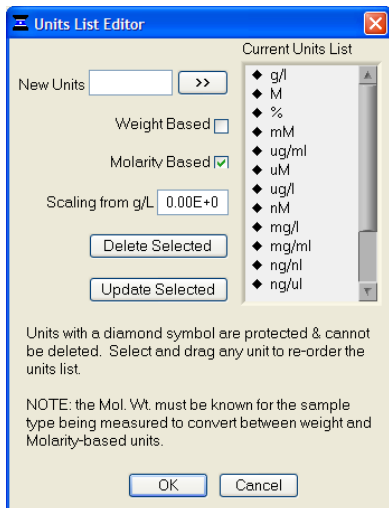 Units List Editor
Current Units List
New Units
>>
Weight Based
Molarity Based
Scaling from g/L 0.00E+0
Delete Selected
Update Selected
g/l
M
%
mM
ug/ml
uM
ug/l
nM
mg/l
mg/ml
ng/nl
ng/ul
Units with a diamond symbol are protected & cannot
be deleted. Select and drag any unit to re-order the
units list.
NOTE: the Mol. Wt. must be known for the sample
type being measured to convert between weight and
Molarity-based units.
OK
Cancel